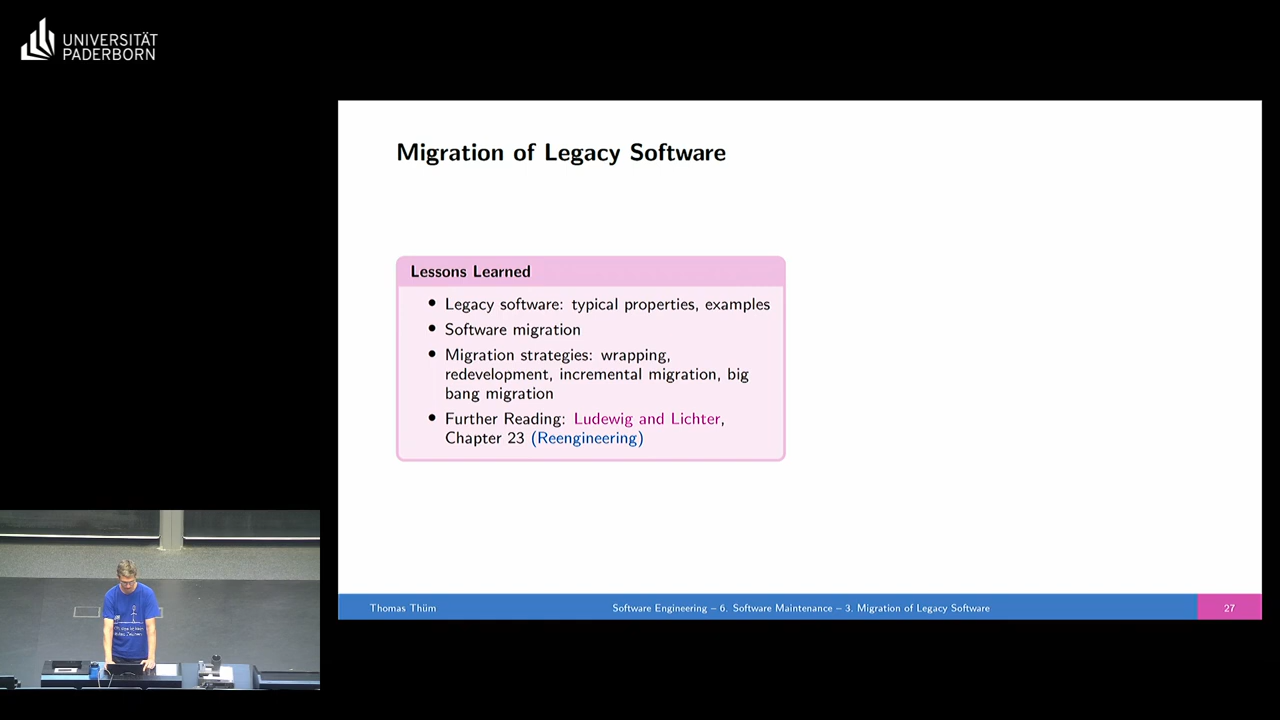 UNIVERSITÄT
PADERBORN
Migration of Legacy Software
Lessons Learned
• Legacy software: typical properties, examples
• Software migration
• Migration strategies: wrapping,
redevelopment, incremental migration, big
bang migration
• Further Reading: Ludewig and Lichter,
Chapter 23 (Reengineering)
Thomas Thüm
Software Engineering – 6. Software Maintenance – 3. Migration of Legacy Software
27